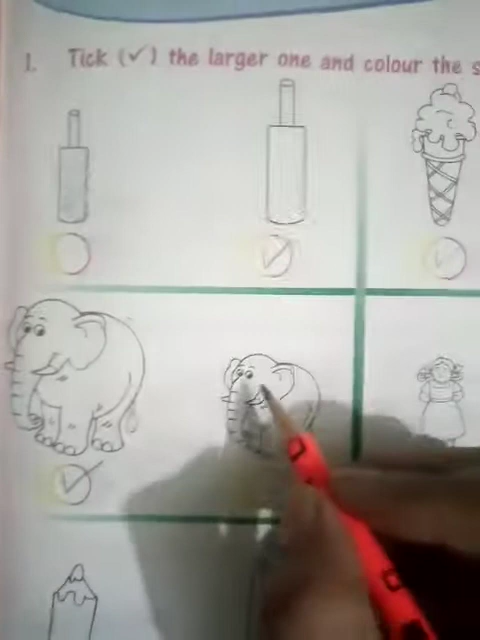 1. Tick (✓) the larger one and colour the